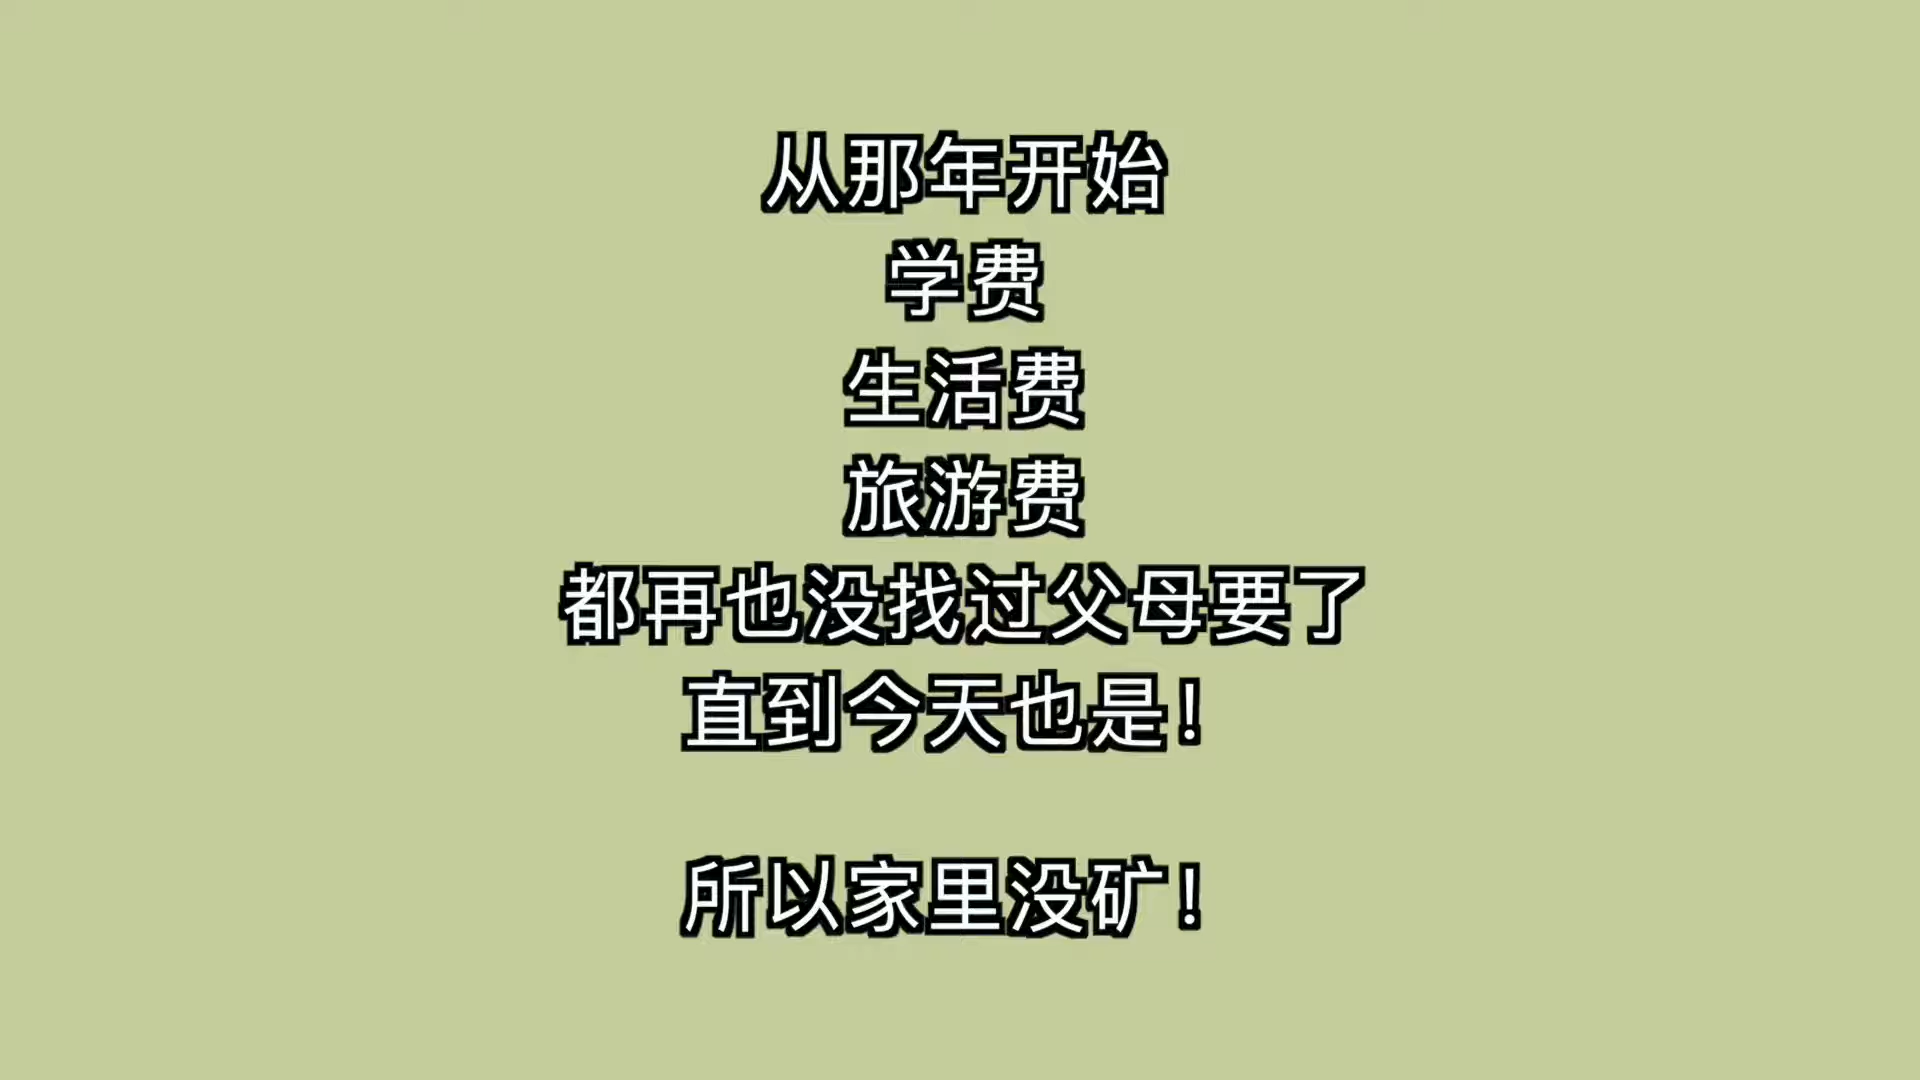 从那年开始
学费
生活费
旅游费
都再也没找过父母要了
直到今天也是！
所以家里没矿！